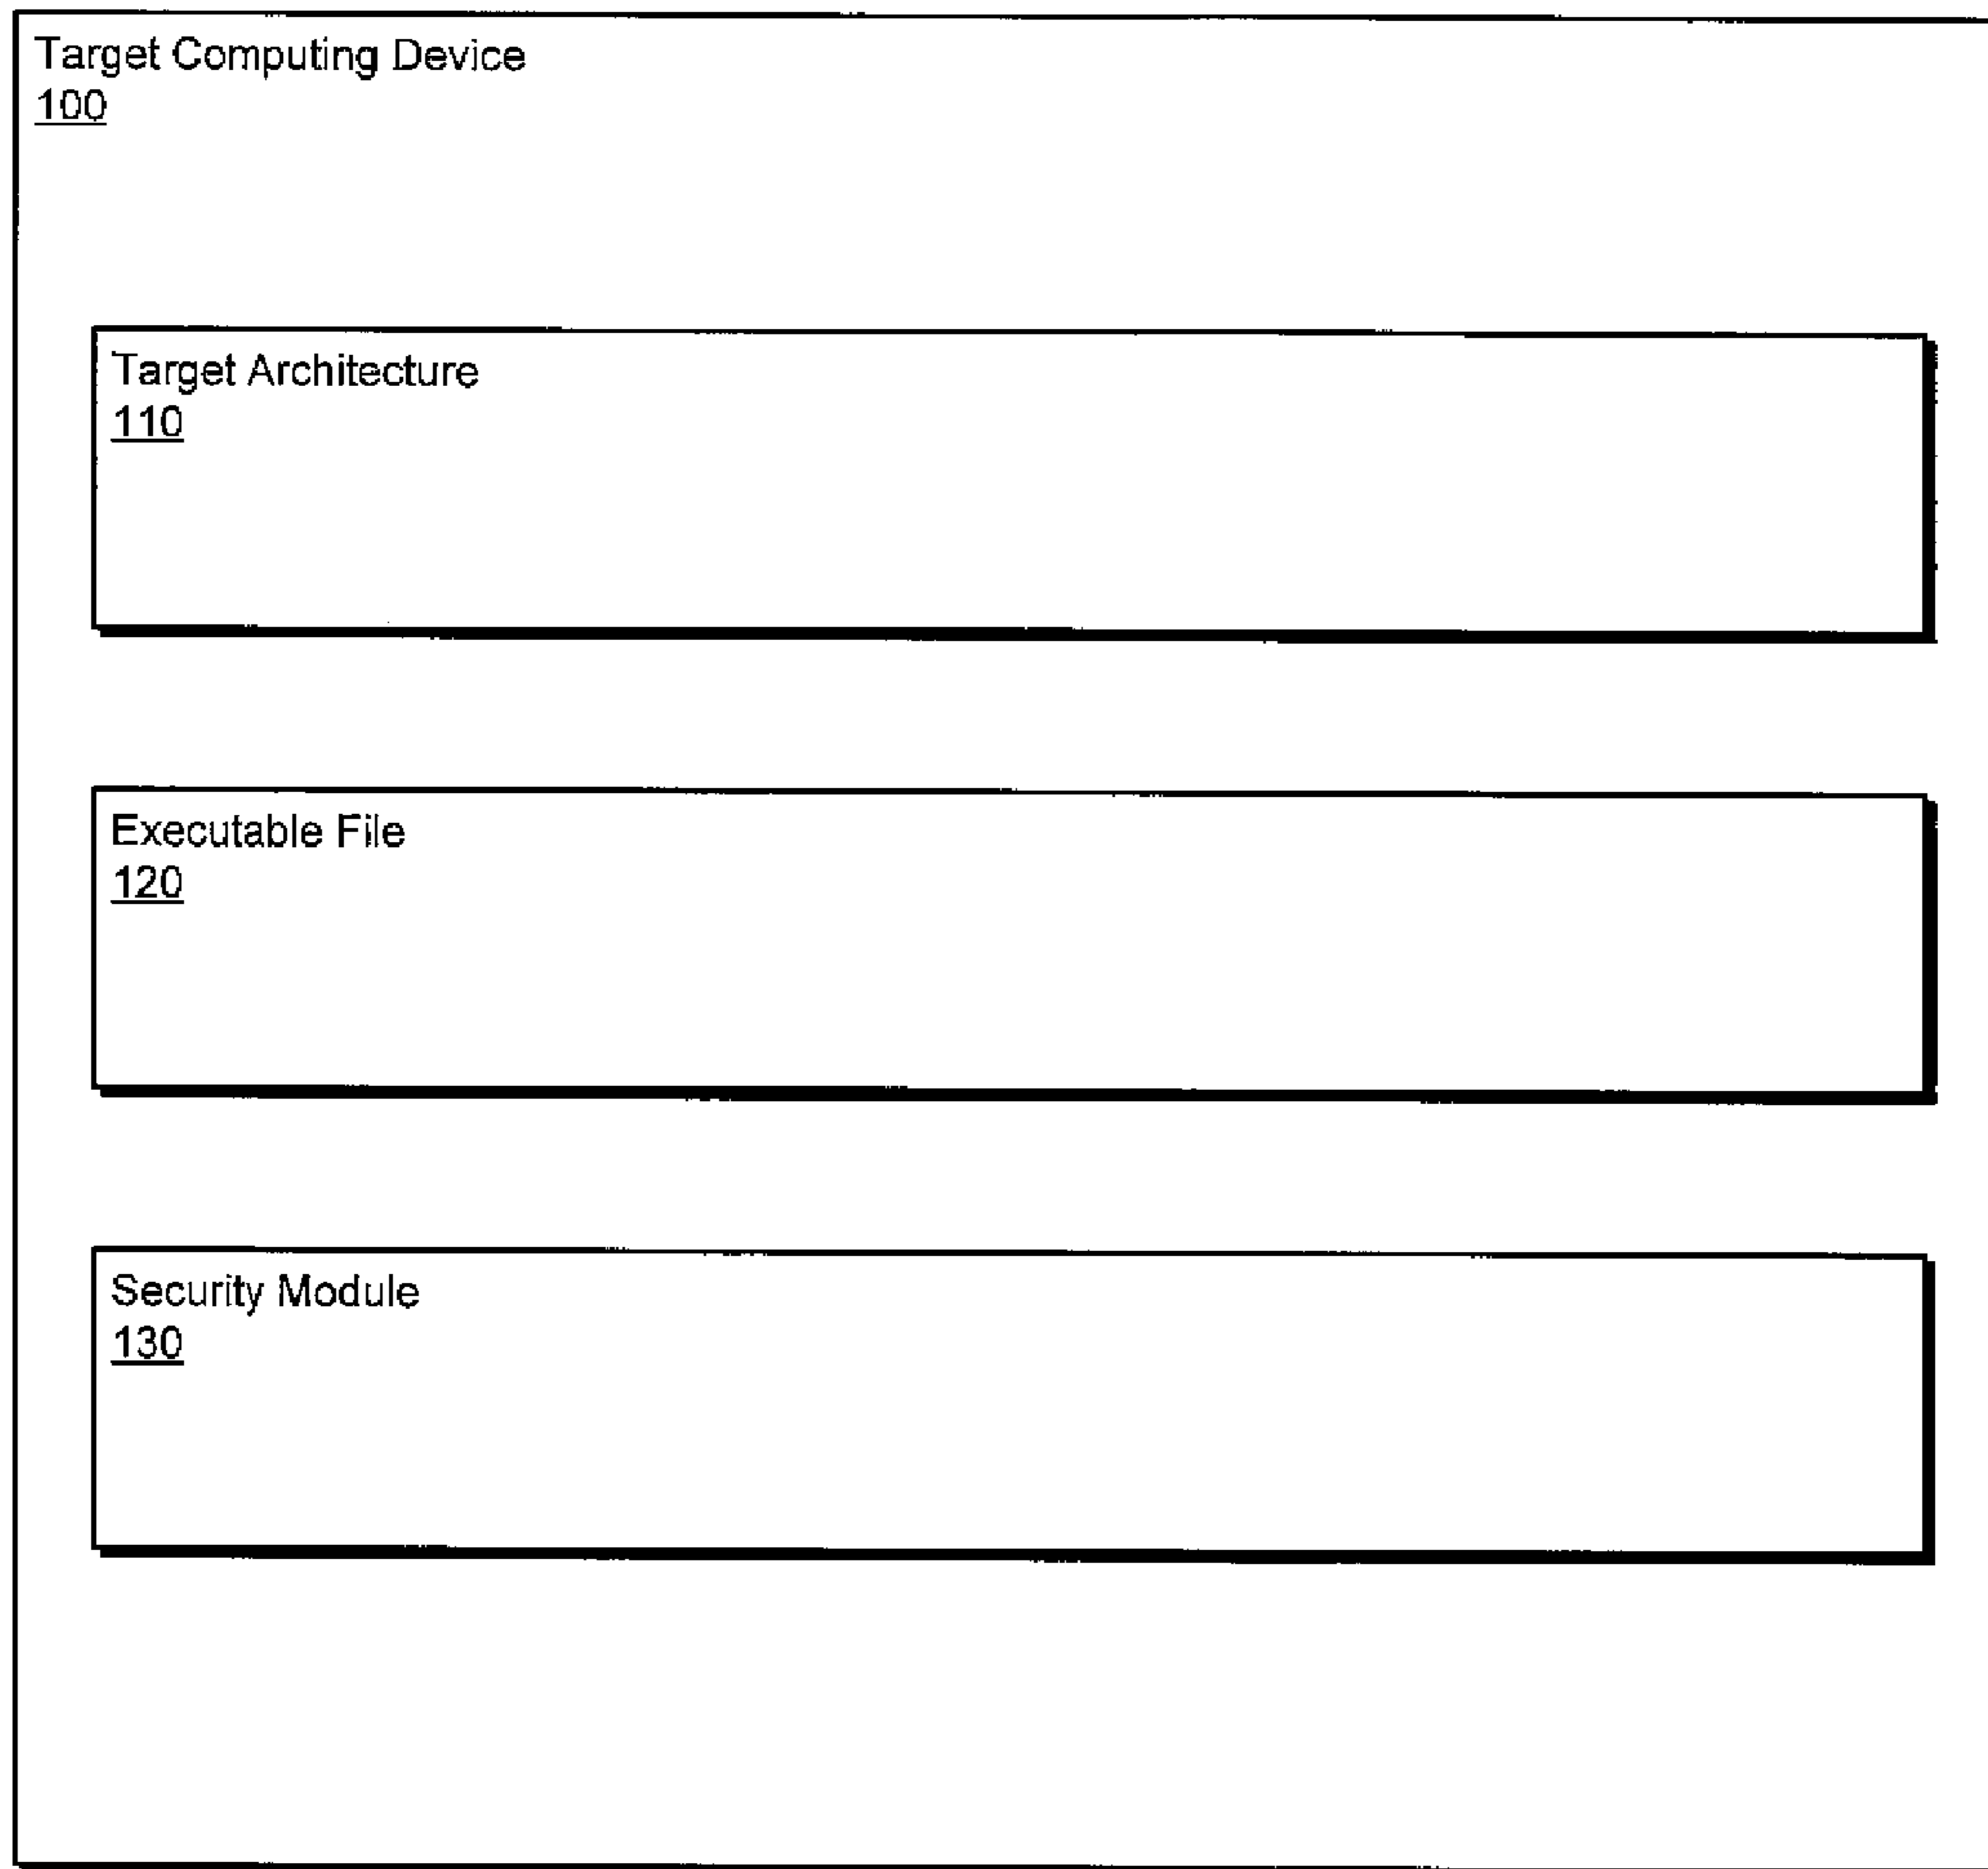 Target Computing Device
100
Target Architecture
110
Executable File
120
Security Module
130